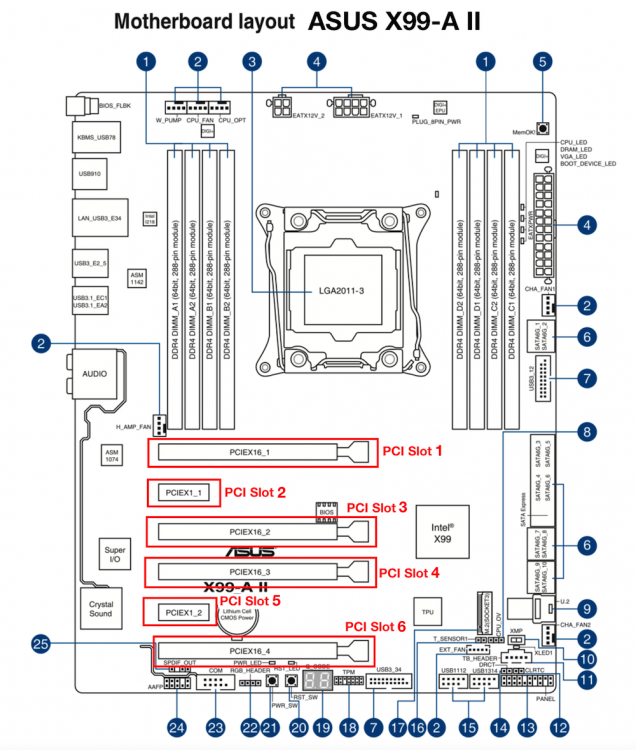 Motherboard layout ASUS X99-A II
1
2
3
4
1
5
BIOS_FLBK
W_PUMP
CPU_FAN
CPU_OPT
DIGI+
EATX12V_2
EATX12V_1
DIGI+
EPU
PLUG_8PIN_PWR
MemOK!
CPU_LED
DRAM_LED
VGA_LED
BOOT_DEVICE_LED
DIGI+
KBMS_USB78
USB910
LAN_USB3_E34
Intel
I218
USB3_E2_5
ASM
1142
USB3.1_EC1
USB3.1_EA2
DDR4 DIMM_A1 (64bit, 288-pin module)
DDR4 DIMM_A2 (64bit, 288-pin module)
DDR4 DIMM_B1 (64bit, 288-pin module)
DDR4 DIMM_B2 (64bit, 288-pin module)
LGA2011-3
DDR4 DIMM_D2 (64bit, 288-pin module)
DDR4 DIMM_D1 (64bit, 288-pin module)
DDR4 DIMM_C2 (64bit, 288-pin module)
DDR4 DIMM_C1 (64bit, 288-pin module)
EATXPWR
4
CHA_FAN1
2
SATA6G_1
SATA6G_2
6
USB3_12
7
2
AUDIO
H_AMP_FAN
8
ASM
1074
PCIEX16_1
PCI Slot 1
PCIEX1_1
PCI Slot 2
BIOS
PCI Slot 3
PCIEX16_2
SATA6G_3
SATA6G_5
SATA6G_4
SATA6G_6
SATA Express
Intel®
X99
SATA6G_7
SATA6G_8
6
Super
I/O
ASUS
PCIEX16_3
PCI Slot 4
SATA6G_9
SATA6G_10
X99-A II
Crystal
Sound
PCIEX1_2
PCI Slot 5
Lithium Cell
CMOS Power
TPU
M.2(SOCKET3)
CPU_OV
U.2
9
PCI Slot 6
T_SENSOR1
XMP
CHA_FAN2
2
25
PCIEX16_4
EXT_FAN
XLED1
10
SPDIF_OUT
PWR_LED
RST_LED
Q_CODE
TB_HEADER
11
AAFP
COM
RGB_HEADER
TPM
USB3_34
DRCT
USB1112
USB1314
CLRTC
PANEL
PWR_SW
RST_SW
24
23
22
21
20
19
18
7
17
16
2
15
14
13
12